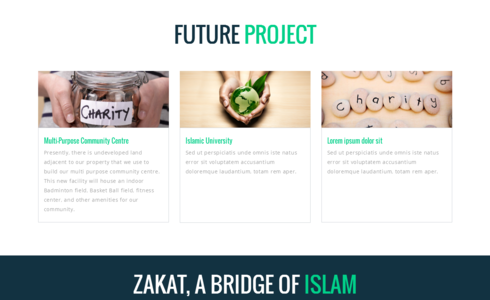 FUTURE PROJECT
CHARITY
charity
Multi-Purpose Community Centre
Presently, there is undeveloped land
adjacent to our property that we use to
build our multi purpose community centre.
This new facility will house an indoor
Badminton field, Basket Ball field, fitness
center, and other amenities for our
community.
Islamic University
Sed ut perspiciatis unde omnis iste natus
error sit voluptatem accusantium
doloremque laudantium, totam rem aper,
Lorem ipsum dolor sit
Sed ut perspiciatis unde omnis iste natus
error sit voluptatem accusantium
doloremque laudantium, totam rem aper,
ZAKAT, A BRIDGE OF ISLAM